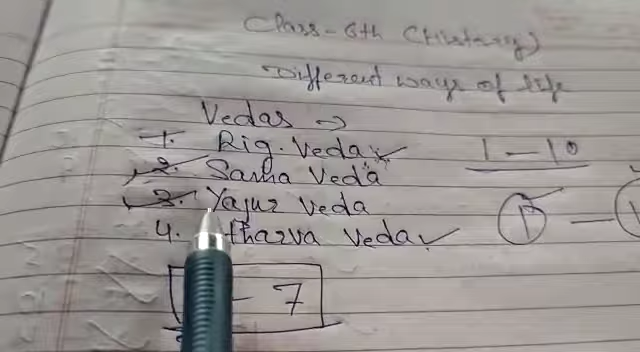 Class - 6th (History)
Different ways of life
Vedas →
1. Rig. Veda
1 - 10
2. Sama Veda
3. Yajur Veda
4. tharva Veda
- 7